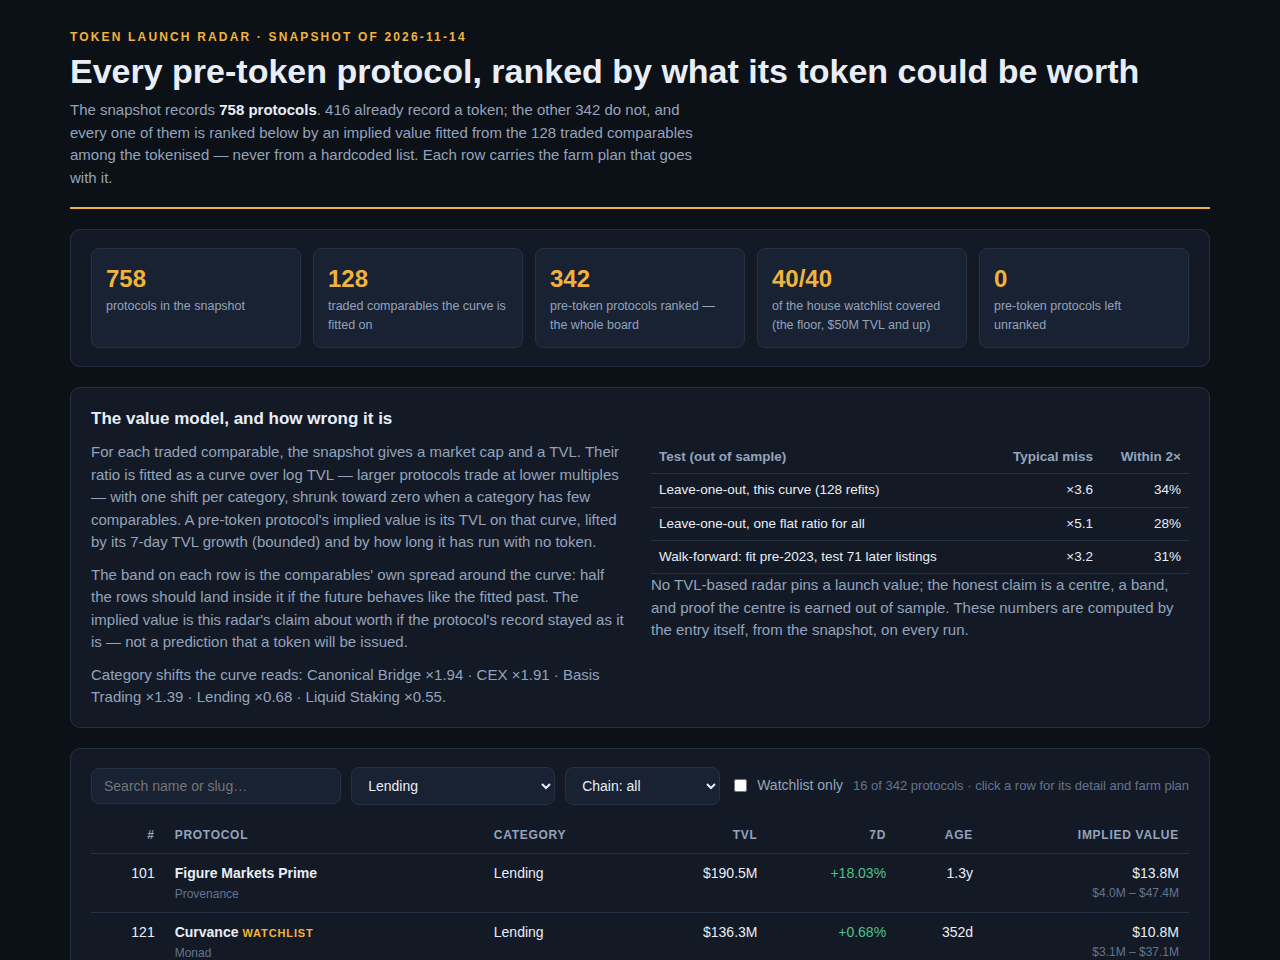 TOKEN LAUNCH RADAR · SNAPSHOT OF 2026-11-14
Every pre-token protocol, ranked by what its token could be worth
The snapshot records 758 protocols. 416 already record a token; the other 342 do not, and
every one of them is ranked below by an implied value fitted from the 128 traded comparables
among the tokenised — never from a hardcoded list. Each row carries the farm plan that goes
with it.
758
protocols in the snapshot
128
traded comparables the curve is
fitted on
342
pre-token protocols ranked —
the whole board
40/40
of the house watchlist covered
(the floor, $50M TVL and up)
0
pre-token protocols left
unranked
The value model, and how wrong it is
For each traded comparable, the snapshot gives a market cap and a TVL. Their
ratio is fitted as a curve over log TVL — larger protocols trade at lower multiples
— with one shift per category, shrunk toward zero when a category has few
comparables. A pre-token protocol's implied value is its TVL on that curve, lifted
by its 7-day TVL growth (bounded) and by how long it has run with no token.
The band on each row is the comparables' own spread around the curve: half
the rows should land inside it if the future behaves like the fitted past. The
implied value is this radar's claim about worth if the protocol's record stayed as it
is — not a prediction that a token will be issued.
Category shifts the curve reads: Canonical Bridge ×1.94 · CEX ×1.91 · Basis
Trading ×1.39 · Lending ×0.68 · Liquid Staking ×0.55.
Test (out of sample) Typical miss Within 2×
Leave-one-out, this curve (128 refits) ×3.6 34%
Leave-one-out, one flat ratio for all ×5.1 28%
Walk-forward: fit pre-2023, test 71 later listings ×3.2 31%
No TVL-based radar pins a launch value; the honest claim is a centre, a band,
and proof the centre is earned out of sample. These numbers are computed by
the entry itself, from the snapshot, on every run.
Search name or slug… Lending Chain: all Watchlist only 16 of 342 protocols · click a row for its detail and farm plan
# PROTOCOL CATEGORY TVL 7D AGE IMPLIED VALUE
101 Figure Markets Prime Lending $190.5M +18.03% 1.3y $13.8M
Provenance $4.0M – $47.4M
121 Curvance WATCHLIST Lending $136.3M +0.68% 352d $10.8M
Monad $3.1M – $37.1M